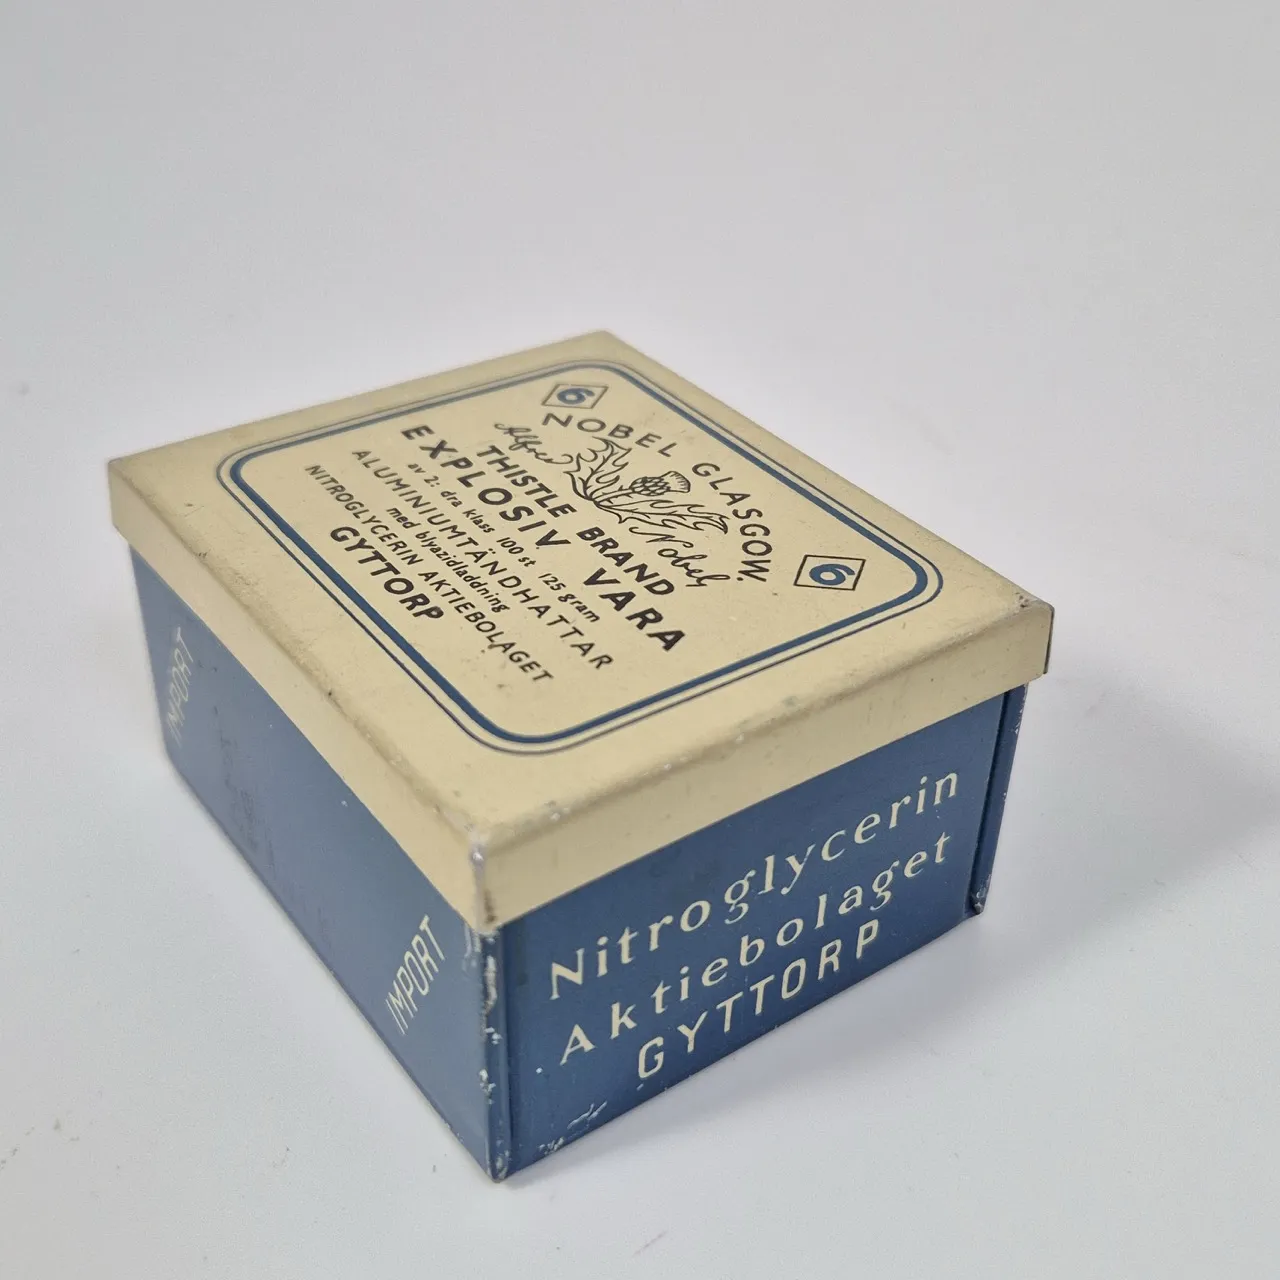 6
NOBEL GLASGOW.
6
Alfred Nobel
THISTLE BRAND
EXPLOSIV VARA
av 2: dra klass 100 st 125 gram
ALUMINIUMTÄNDHATTAR
med blyazidladdning
NITROGLYCERIN AKTIEBOLAGET
GYTTORP
IMPORT
IMPORT
Nitroglycerin
Aktiebolaget
GYTTORP